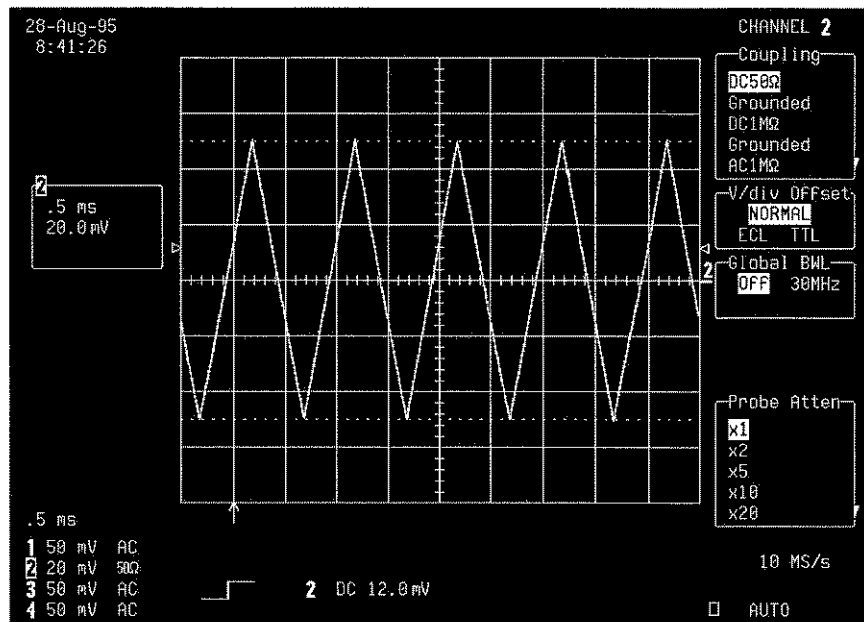 28-Aug-95
8:41:26
CHANNEL 2
Coupling
DC50Ω
Grounded
DC1MΩ
Grounded
AC1MΩ
2
.5 ms
20.0mV
V/div Offset
NORMAL
ECL TTL
2
Global BWL
OFF 30MHz
Probe Atten
x1
x2
x5
x10
x20
.5 ms
1 50 mV AC
2 20 mV 50Ω
3 50 mV AC
4 50 mV AC
2 DC 12.0mV
10 MS/s
AUTO